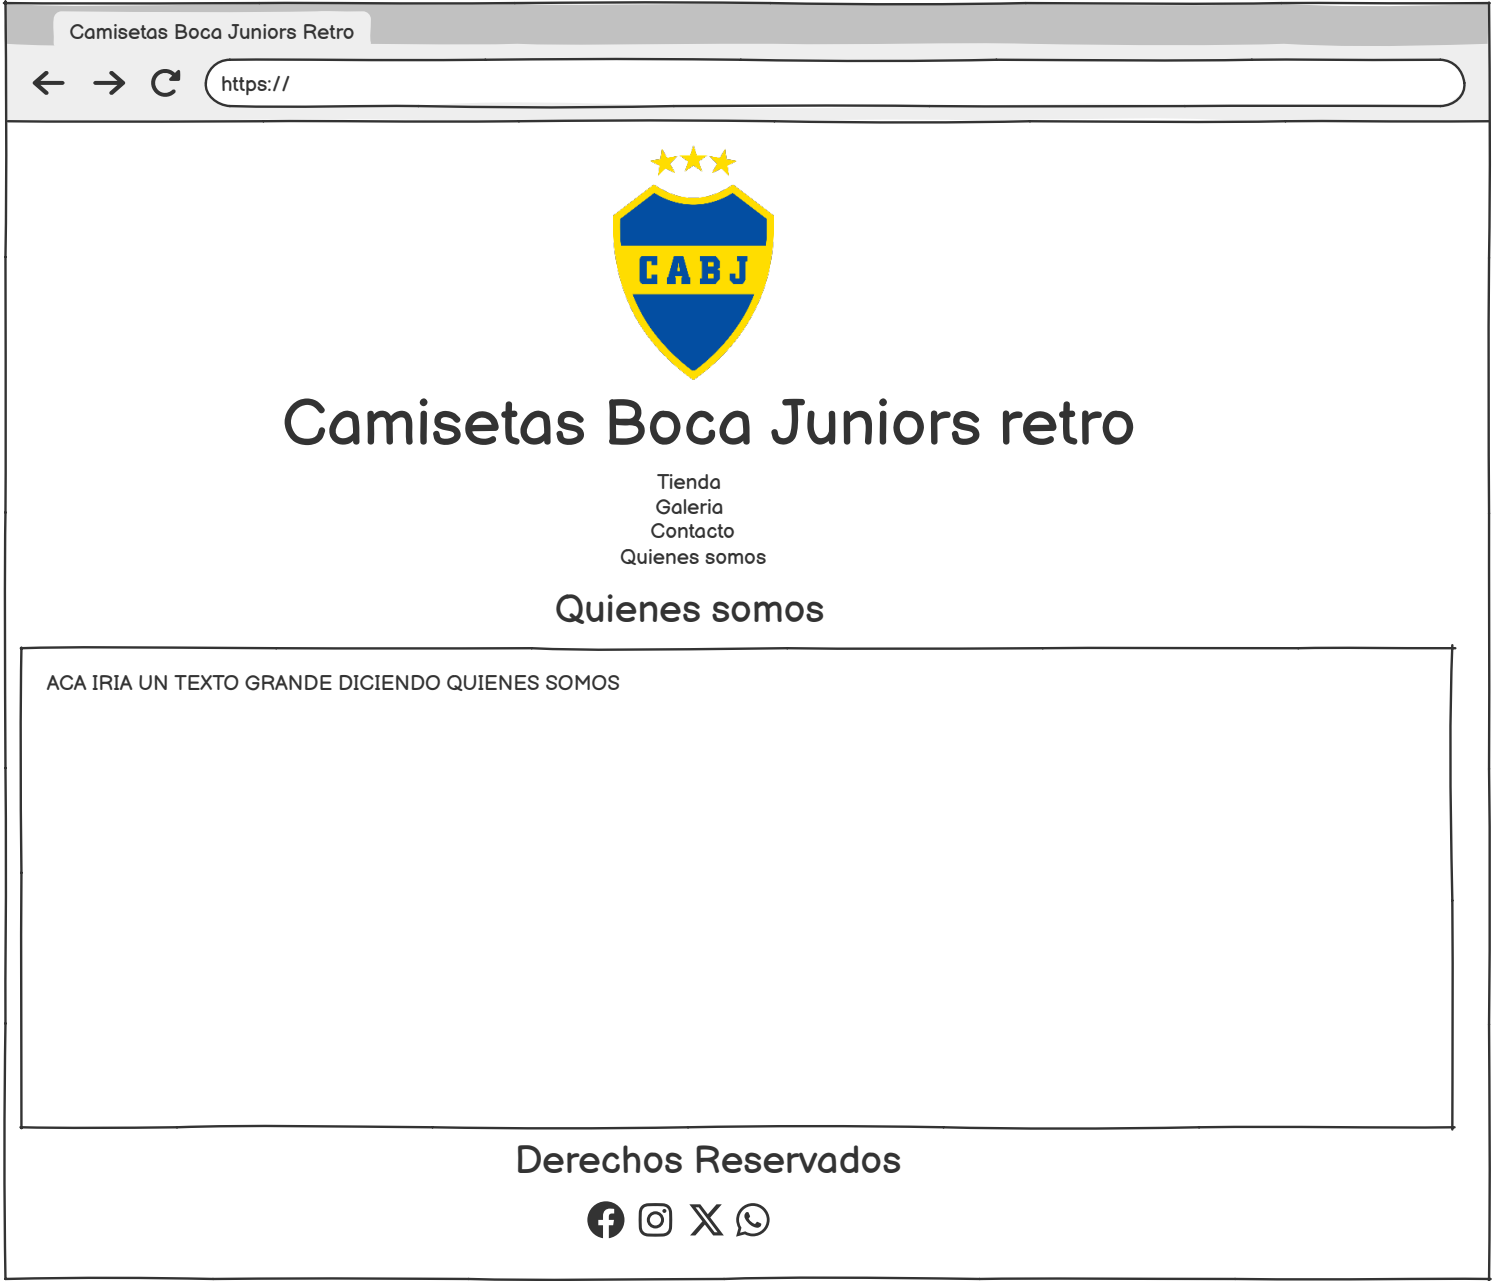 Camisetas Boca Juniors Retro
https://
CABJ
Camisetas Boca Juniors retro
Tienda
Galeria
Contacto
Quienes somos
Quienes somos
ACA IRIA UN TEXTO GRANDE DICIENDO QUIENES SOMOS
Derechos Reservados